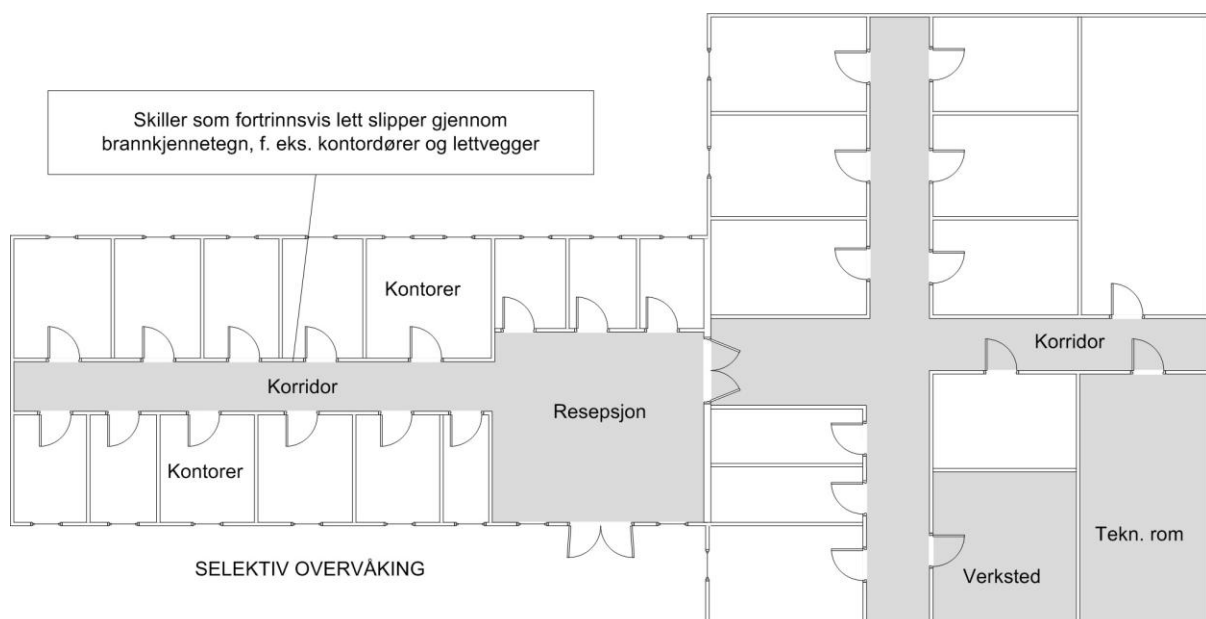 Skiller som fortrinnsvis lett slipper gjennom
brannkjennetegn, f. eks. kontordører og lettvegger
Kontorer
Korridor
Korridor
Resepsjon
Kontorer
Tekn. rom
Verksted
SELEKTIV OVERVÅKING